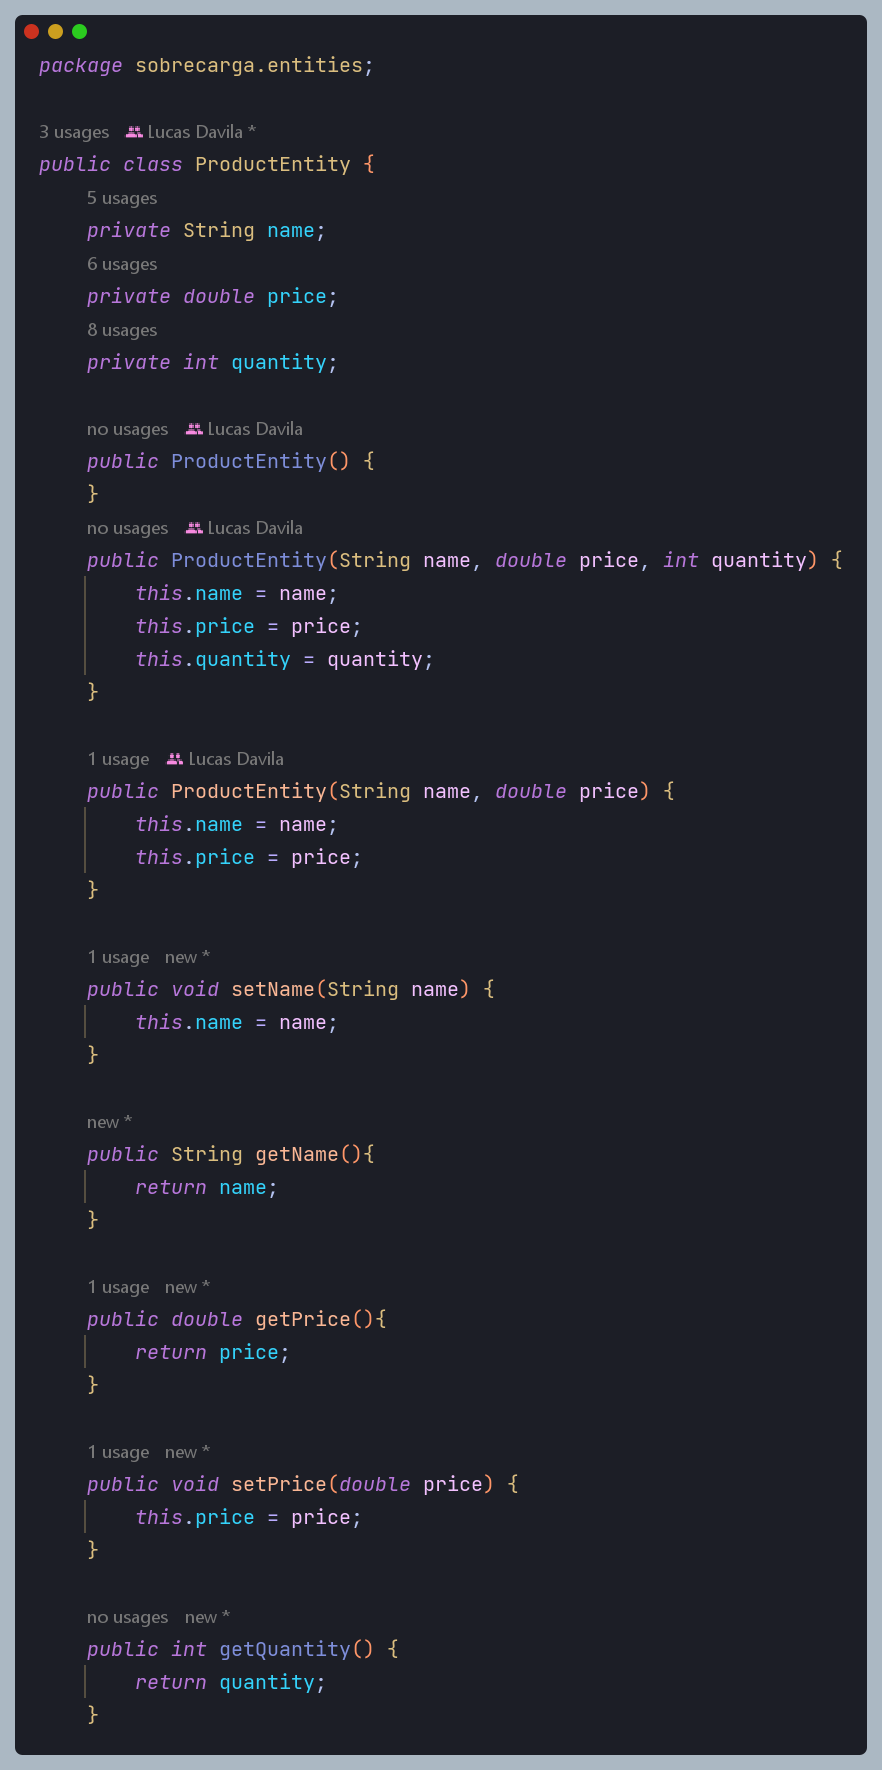 package sobrecarga.entities;
3 usages Lucas Davila *
public class ProductEntity {
5 usages
private String name;
6 usages
private double price;
8 usages
private int quantity;
no usages Lucas Davila
public ProductEntity() {
}
no usages Lucas Davila
public ProductEntity(String name, double price, int quantity) {
this.name = name;
this.price = price;
this.quantity = quantity;
}
1 usage Lucas Davila
public ProductEntity(String name, double price) {
this.name = name;
this.price = price;
}
1 usage new *
public void setName(String name) {
this.name = name;
}
new *
public String getName(){
return name;
}
1 usage new *
public double getPrice(){
return price;
}
1 usage new *
public void setPrice(double price) {
this.price = price;
}
no usages new *
public int getQuantity() {
return quantity;
}